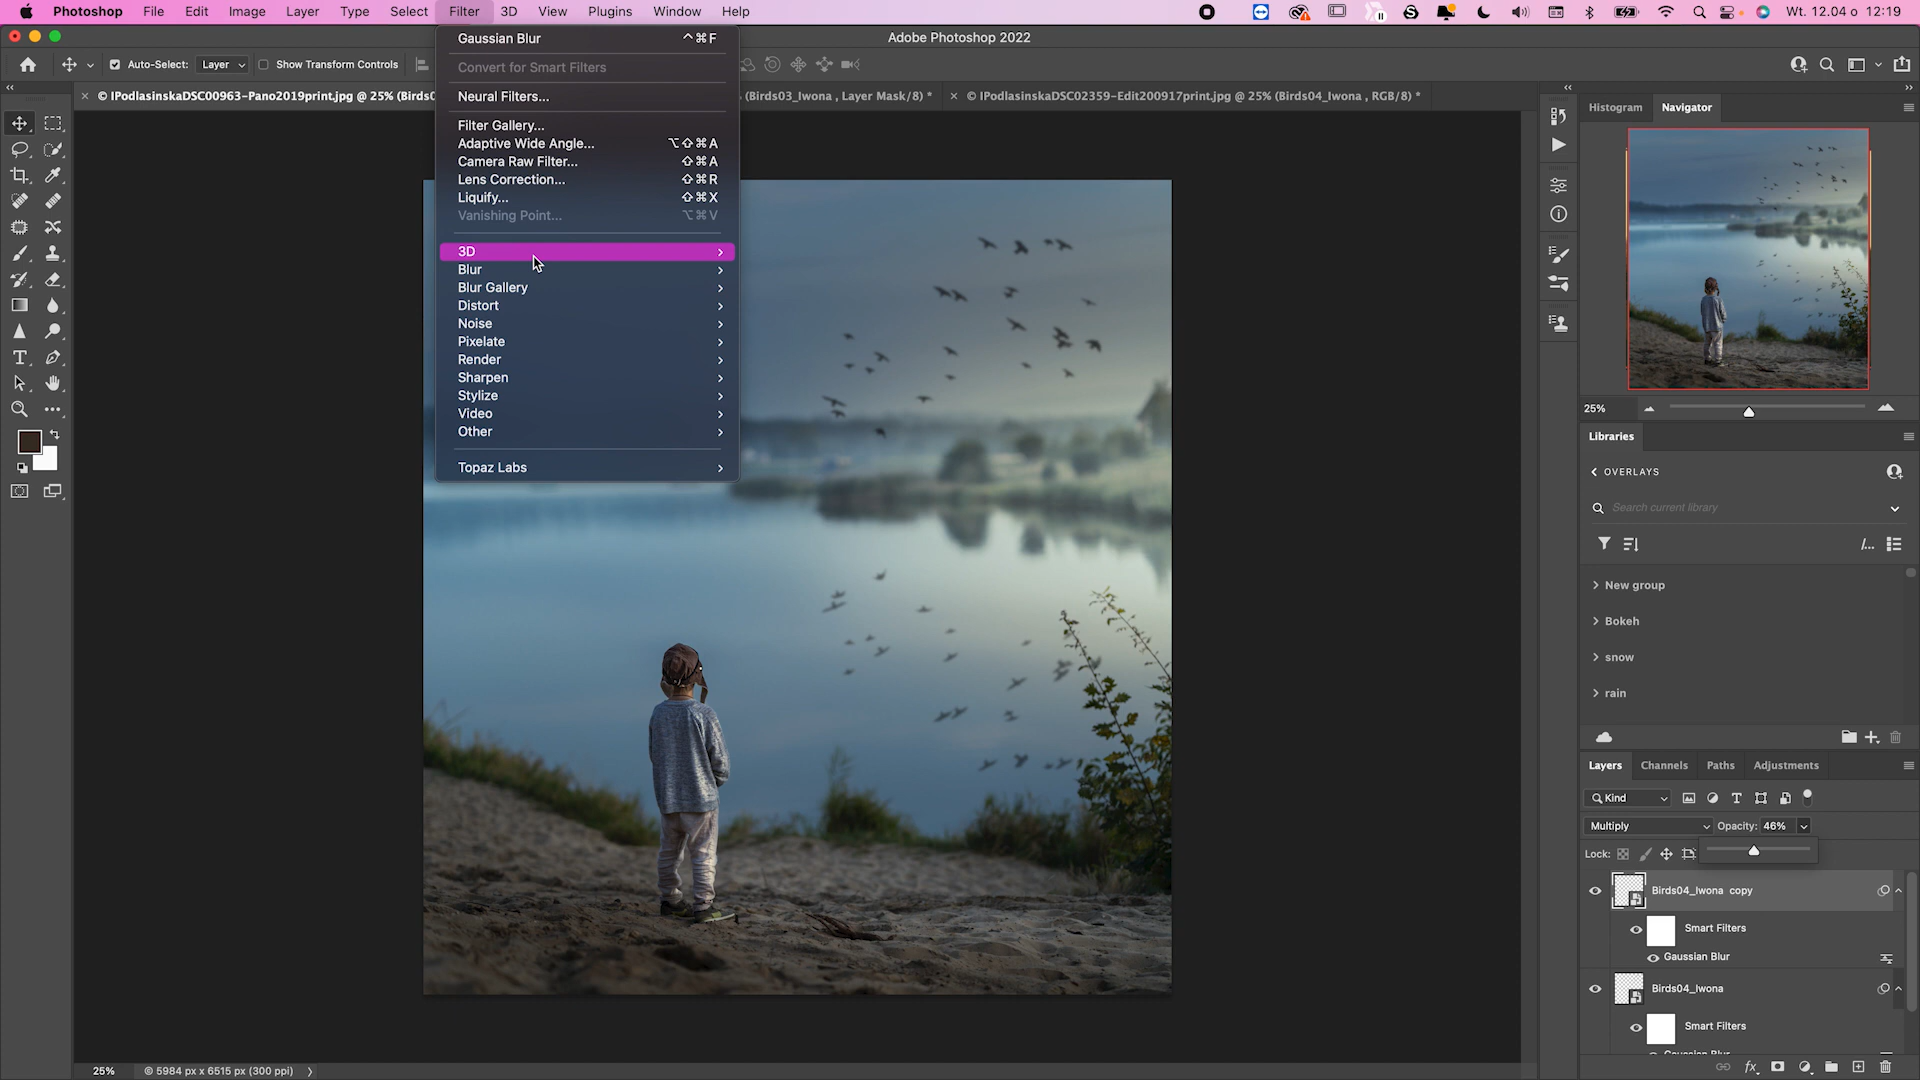 Photoshop File Edit Image Layer Type Select Filter 3D View Plugins Window Help Wt. 12.04 o 12:19
Adobe Photoshop 2022
Auto-Select: Layer Show Transform Controls
× © IPodlasinskaDSC00963-Pano2019print.jpg @ 25% (Birds0 (Birds03_Iwona , Layer Mask/8) * × © IPodlasinskaDSC02359-Edit200917print.jpg @ 25% (Birds04_Iwona , RGB/8) *
Gaussian Blur ^⌘F
Convert for Smart Filters
Neural Filters...
Filter Gallery...
Adaptive Wide Angle... ⌥⇧⌘A
Camera Raw Filter... ⇧⌘A
Lens Correction... ⇧⌘R
Liquify... ⇧⌘X
Vanishing Point... ⌥⌘V
3D
Blur
Blur Gallery
Distort
Noise
Pixelate
Render
Sharpen
Stylize
Video
Other
Topaz Labs
Histogram Navigator
25%
Libraries
OVERLAYS
Search current library
New group
Bokeh
snow
rain
Layers Channels Paths Adjustments
Kind
Multiply Opacity: 46%
Lock:
Birds04_Iwona copy
Smart Filters
Gaussian Blur
Birds04_Iwona
Smart Filters
Gaussian Blur
25% © 5984 px x 6515 px (300 ppi)